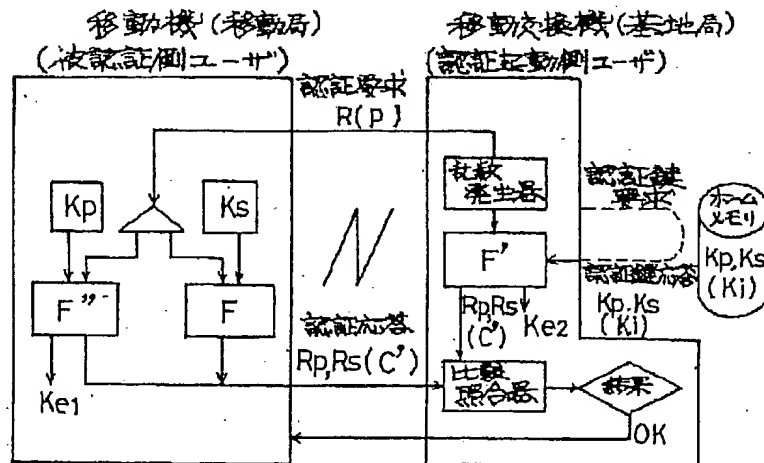 移動機(移動局)
(被認証側ユーザ)
移動交換機(基地局)
(認証起動側ユーザ)
認証要求
R(P)
Kp
Ks
F"
F
Ke1
認証応答
Rp,Rs(C')
乱数
発生器
F'
Rp,Rs
(C')
Ke2
認証鍵
要求
ホーム
メモリ
Kp,Ks
(Ki)
認証鍵応答
Kp,Ks
(Ki)
比較
照合器
結果
OK